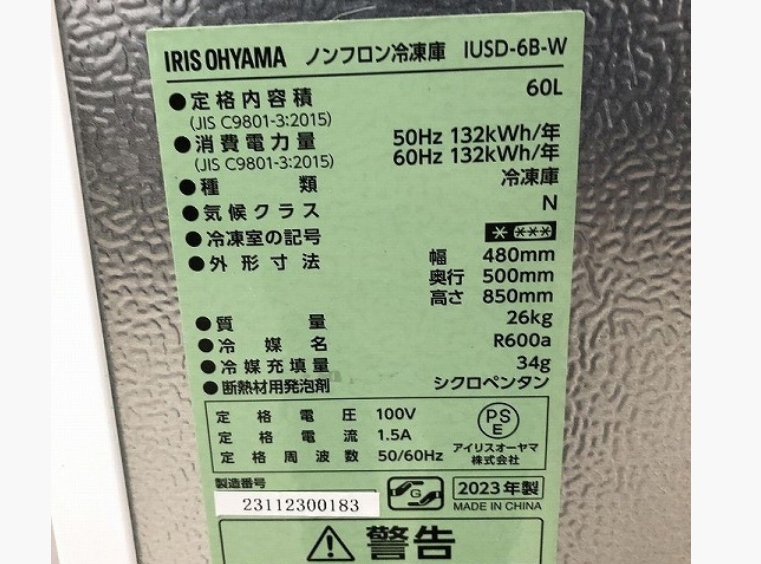 IRIS OHYAMA ノンフロン冷凍庫 IUSD-6B-W
●定格内容積 60L
(JIS C9801-3:2015)
●消費電力量 50Hz 132kWh/年
(JIS C9801-3:2015) 60Hz 132kWh/年
●種類 冷凍庫
●気候クラス N
●冷凍室の記号 * ***
●外形寸法 幅 480mm
奥行 500mm
高さ 850mm
●質量 26kg
●冷媒名 R600a
●冷媒充填量 34g
●断熱材用発泡剤 シクロペンタン
定格電圧 100V
定格電流 1.5A
定格周波数 50/60Hz
PS
E
アイリスオーヤマ
株式会社
製造番号
23112300183
G
2023年製
MADE IN CHINA
警告